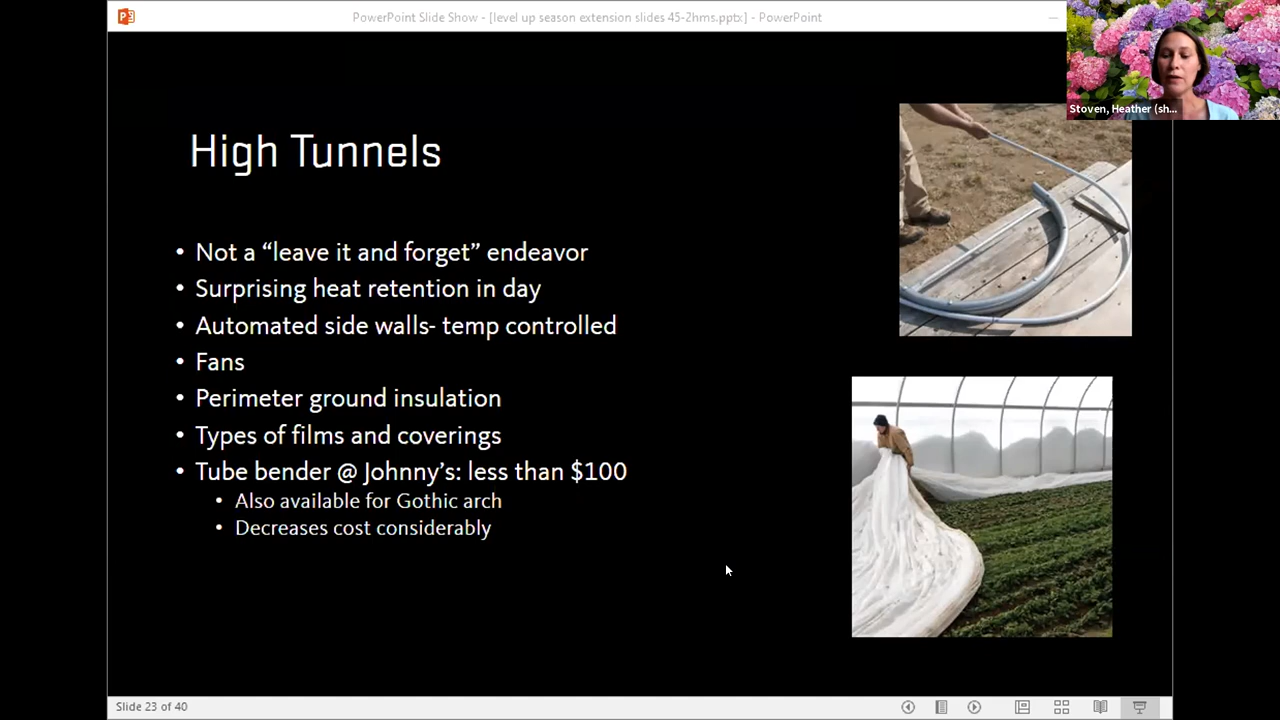 PowerPoint Slide Show - [level up season extension slides 45-2hms.pptx] - PowerPoint
Stoven, Heather (sh...
High Tunnels
• Not a “leave it and forget” endeavor
• Surprising heat retention in day
• Automated side walls- temp controlled
• Fans
• Perimeter ground insulation
• Types of films and coverings
• Tube bender @ Johnny’s: less than $100
• Also available for Gothic arch
• Decreases cost considerably
Slide 23 of 40